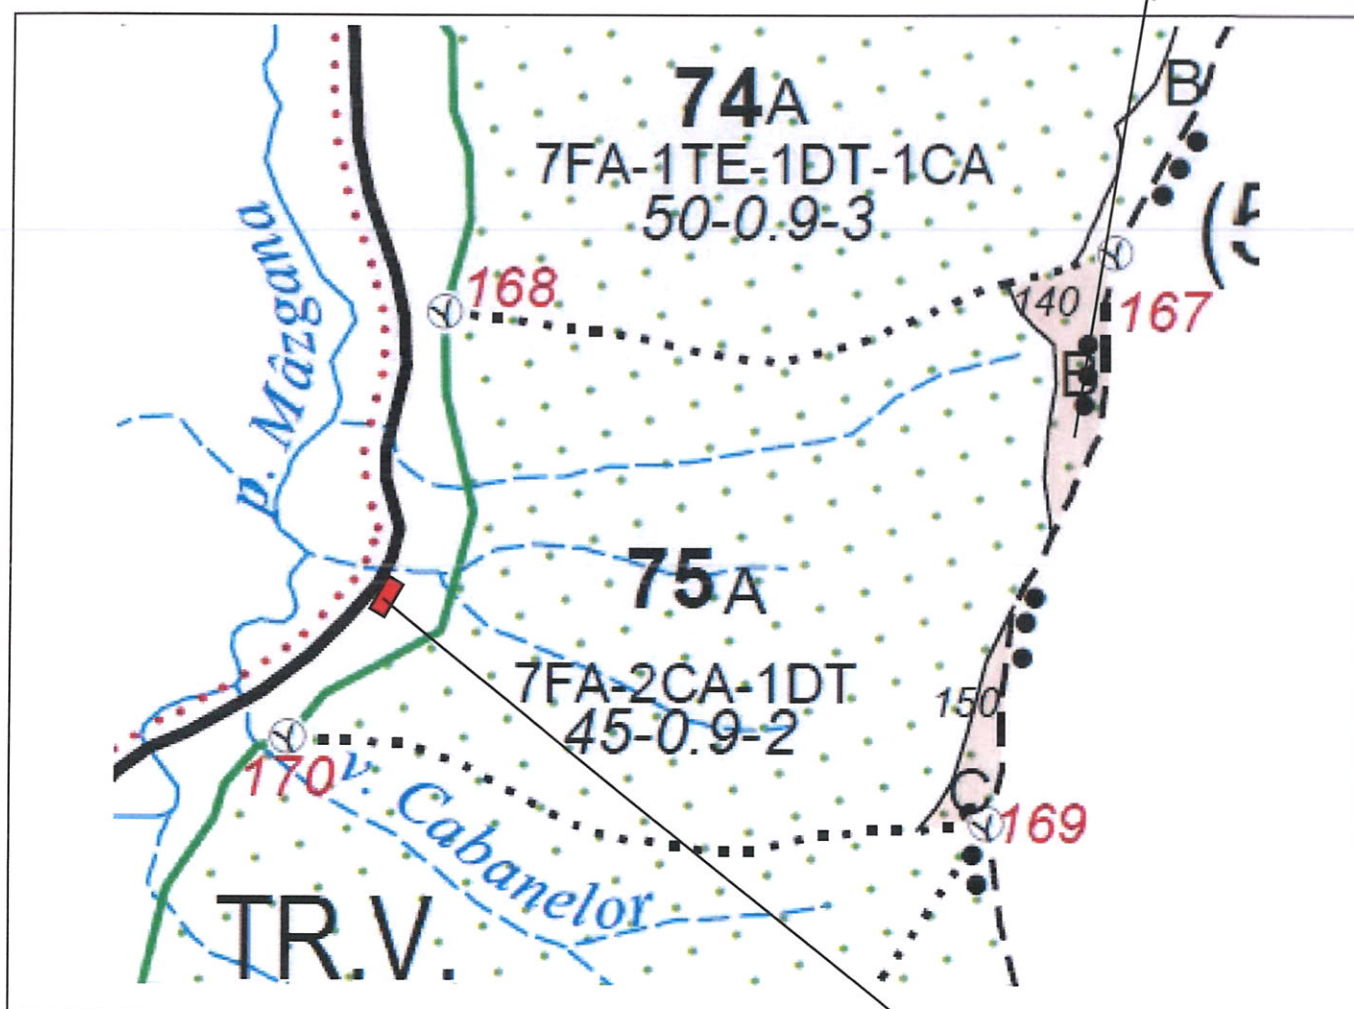 74A
B
7FA-1TE-1DT-1CA
50-0.9-3
(5
p. Mâzgana
168
140
167
B
75A
7FA-2CA-1DT
45-0.9-2
150
170
v. Cabanelor
C
169
TR.V.